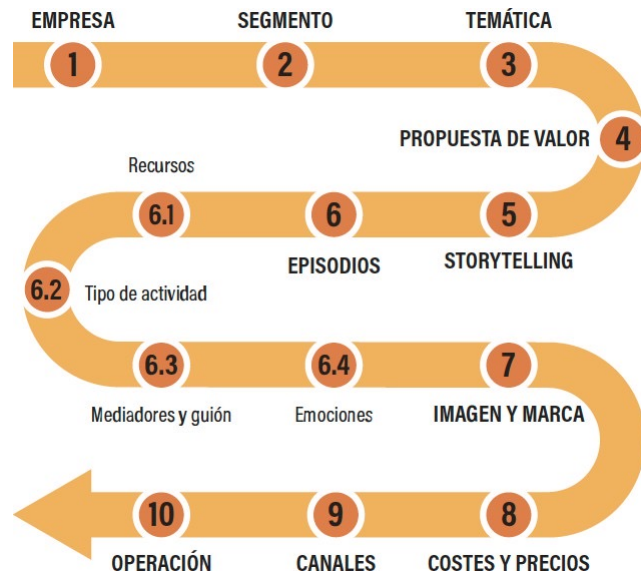 EMPRESA
SEGMENTO
TEMÁTICA
1
2
3
PROPUESTA DE VALOR
4
Recursos
6.1
6
5
EPISODIOS
STORYTELLING
6.2
Tipo de actividad
6.3
6.4
7
Mediadores y guión
Emociones
IMAGEN Y MARCA
10
9
8
OPERACIÓN
CANALES
COSTES Y PRECIOS